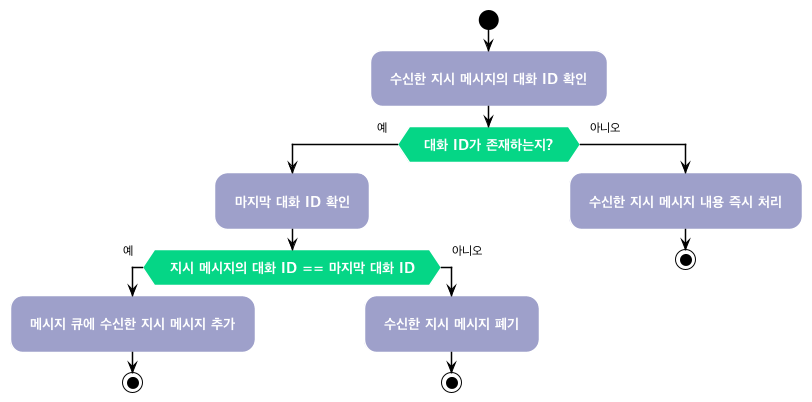 수신한 지시 메시지의 대화 ID 확인
예
아니오
대화 ID가 존재하는지?
마지막 대화 ID 확인
수신한 지시 메시지 내용 즉시 처리
예
아니오
지시 메시지의 대화 ID == 마지막 대화 ID
메시지 큐에 수신한 지시 메시지 추가
수신한 지시 메시지 폐기